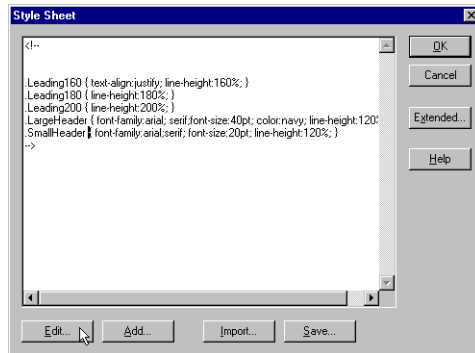 Style Sheet
<!--
.Leading160 { text-align:justify; line-height:160%; }
.Leading180 { line-height:180%; }
.Leading200 { line-height:200%; }
.LargeHeader { font-family:arial; serif;font-size:40pt; color:navy; line-height:120%
.SmallHeader { font-family:arial;serif; font-size:20pt; line-height:120%; }
-->
OK
Cancel
Extended...
Help
Edit...
Add...
Import...
Save...